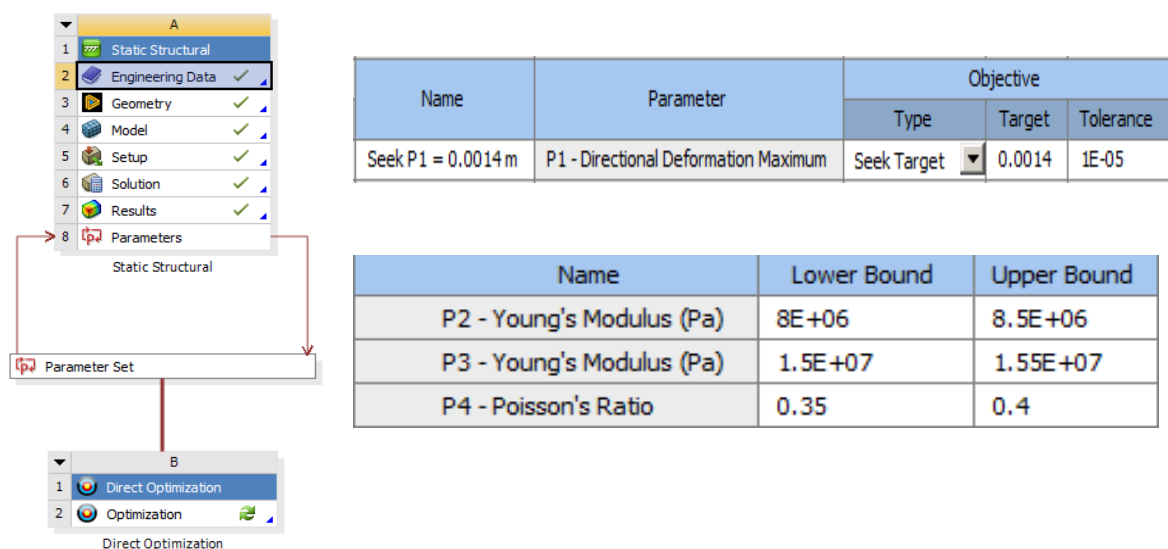 A
1 Static Structural
2 Engineering Data
3 Geometry
4 Model
5 Setup
6 Solution
7 Results
8 Parameters
Static Structural
Parameter Set
B
1 Direct Optimization
2 Optimization
Direct Optimization
Name Parameter Objective
Type Target Tolerance
Seek P1 = 0.0014 m P1 - Directional Deformation Maximum Seek Target 0.0014 1E-05
Name Lower Bound Upper Bound
P2 - Young's Modulus (Pa) 8E+06 8.5E+06
P3 - Young's Modulus (Pa) 1.5E+07 1.55E+07
P4 - Poisson's Ratio 0.35 0.4